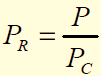 P_R = P / P_C